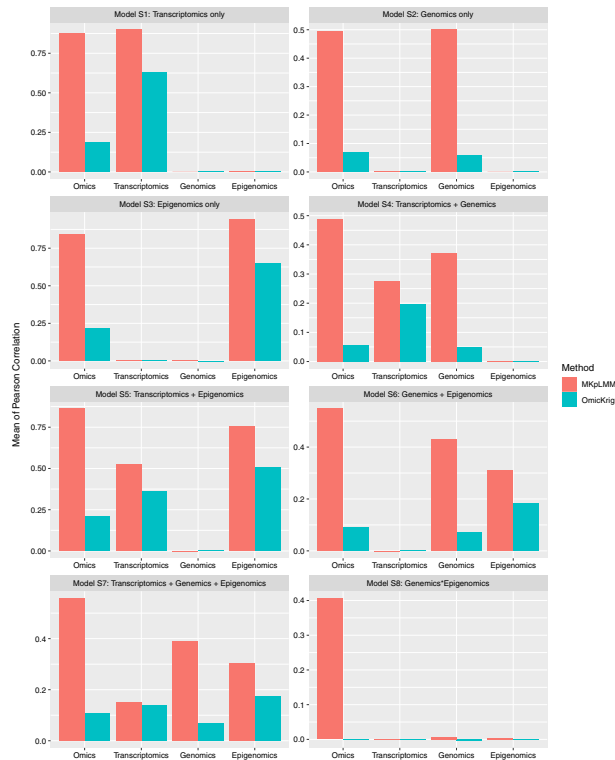 Model S1: Transcriptomics only
Model S2: Genomics only
0.75
0.50
0.25
0.00
0.5
0.4
0.3
0.2
0.1
0.0
Omics Transcriptomics Genomics Epigenomics
Omics Transcriptomics Genomics Epigenomics
Model S3: Epigenomics only
Model S4: Transcriptomics + Genemics
0.75
0.50
0.25
0.00
0.5
0.4
0.3
0.2
0.1
0.0
Omics Transcriptomics Genomics Epigenomics
Omics Transcriptomics Genomics Epigenomics
Model S5: Transcriptomics + Epigenomics
Model S6: Genemics + Epigenomics
0.75
0.50
0.25
0.00
0.4
0.2
0.0
Omics Transcriptomics Genomics Epigenomics
Omics Transcriptomics Genomics Epigenomics
Model S7: Transcriptomics + Genemics + Epigenomics
Model S8: Genemics*Epigenomics
0.4
0.2
0.0
0.4
0.3
0.2
0.1
0.0
Omics Transcriptomics Genomics Epigenomics
Omics Transcriptomics Genomics Epigenomics
Mean of Pearson Correlation
Method
MKpLMM
OmicKrig